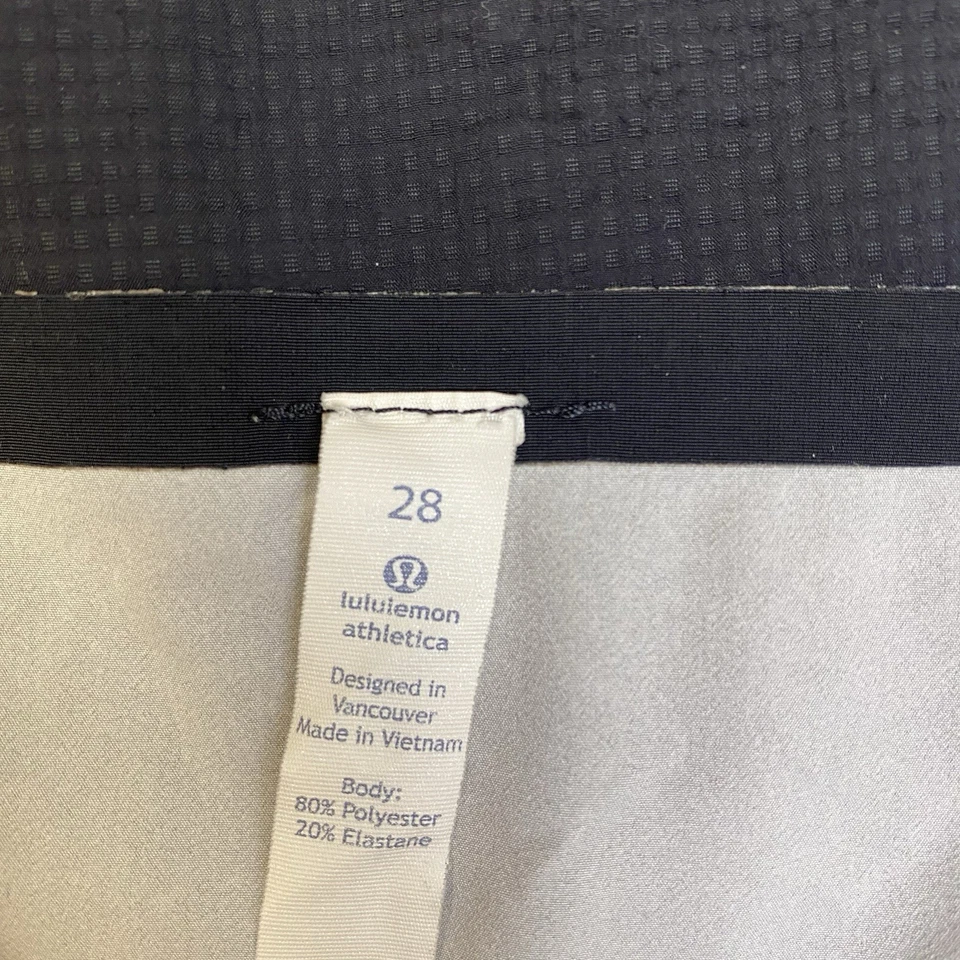 28
lululemon
athletica
Designed in
Vancouver
Made in Vietnam
Body:
80% Polyester
20% Elastane